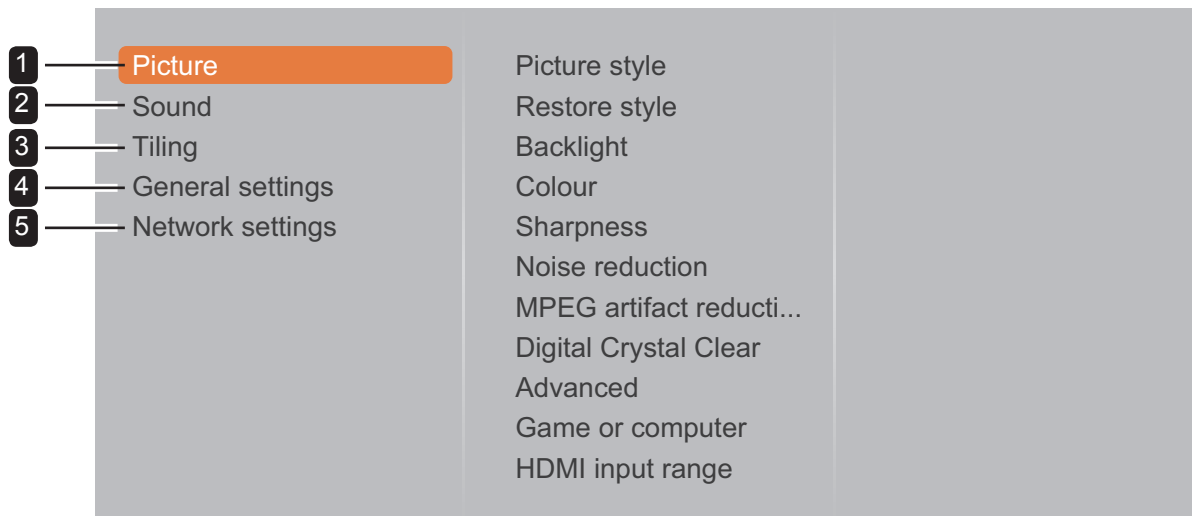 1 Picture
2 Sound
3 Tiling
4 General settings
5 Network settings
Picture style
Restore style
Backlight
Colour
Sharpness
Noise reduction
MPEG artifact reducti...
Digital Crystal Clear
Advanced
Game or computer
HDMI input range